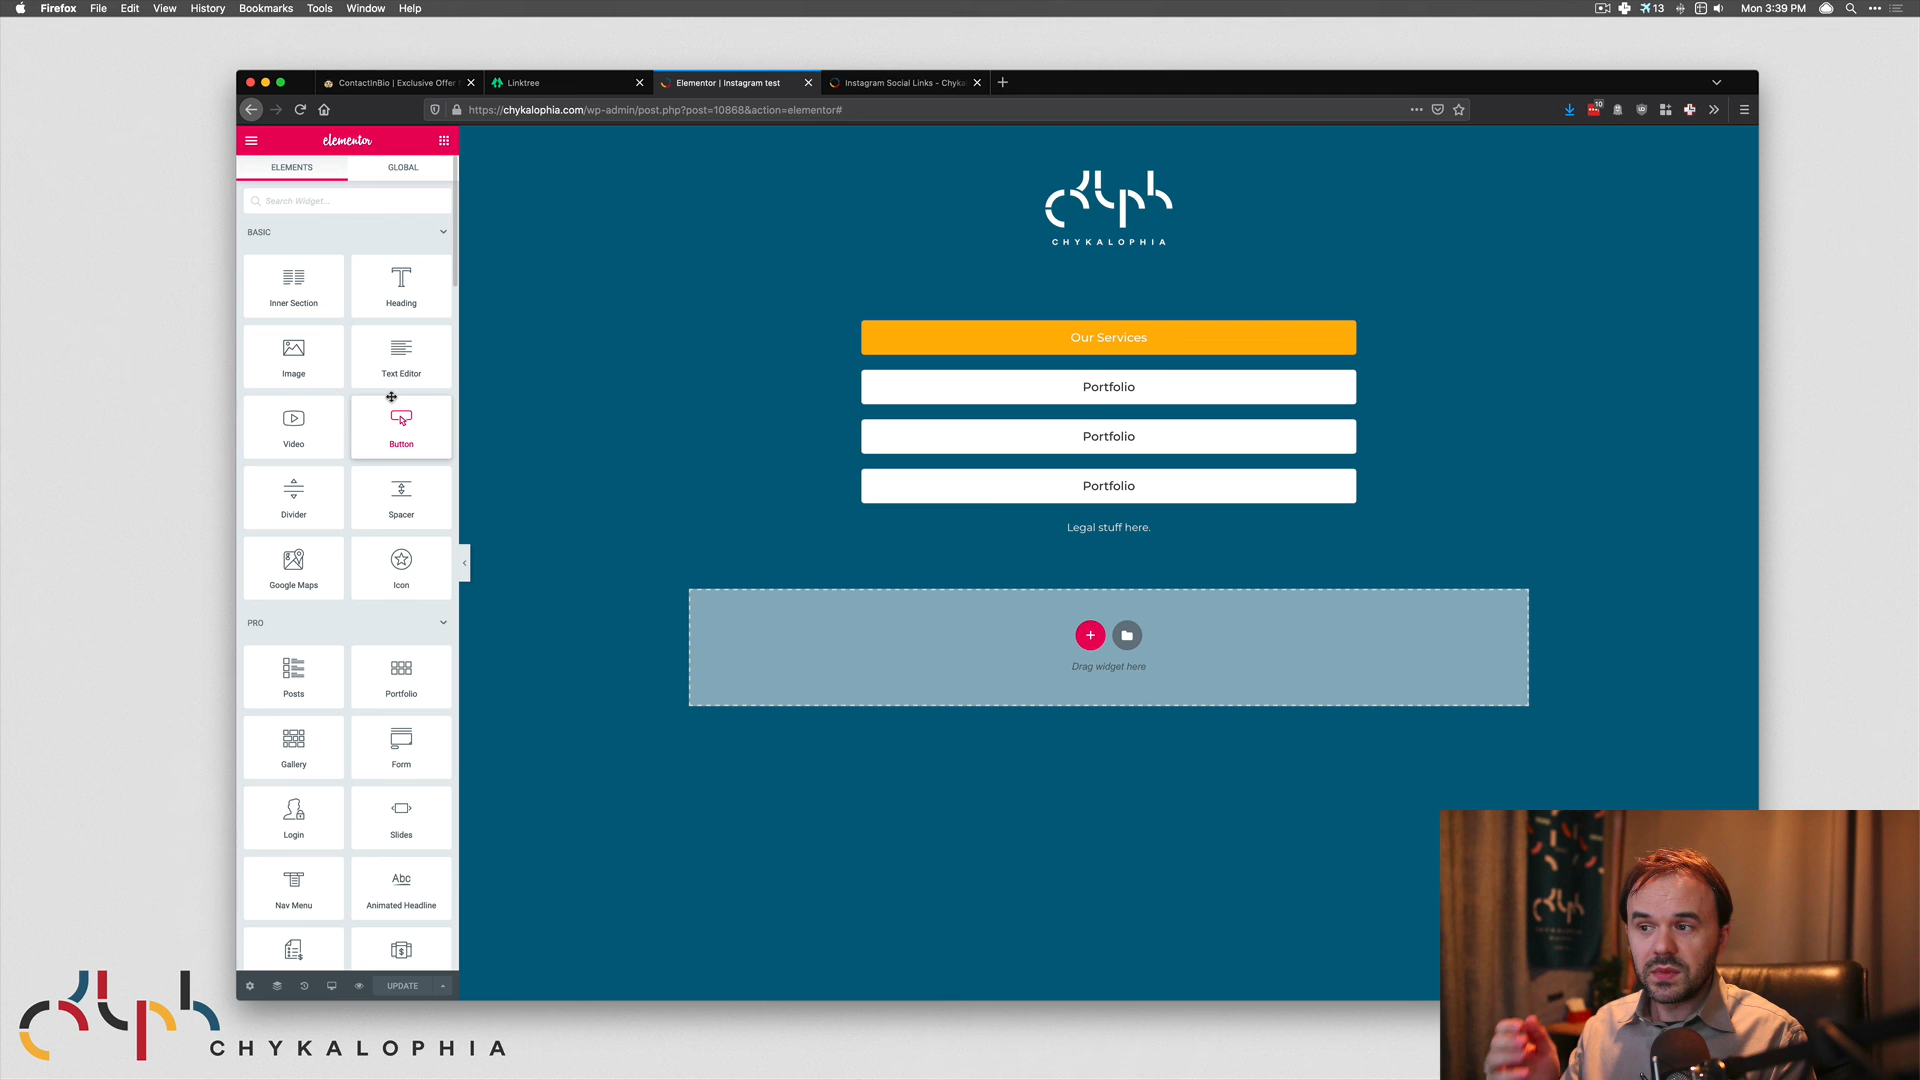 Firefox File Edit View History Bookmarks Tools Window Help
13 Mon 3:39 PM
ContactInBio | Exclusive Offer
Linktree
Elementor | Instagram test
Instagram Social Links - Chyka
https://chykalophia.com/wp-admin/post.php?post=10868&action=elementor#
10
elementor
ELEMENTS GLOBAL
Search Widget...
BASIC
Inner Section Heading
Image Text Editor
Video Button
Divider Spacer
Google Maps Icon
PRO
Posts Portfolio
Gallery Form
Login Slides
Abc
Nav Menu Animated Headline
UPDATE
CHYKALOPHIA
Our Services
Portfolio
Portfolio
Portfolio
Legal stuff here.
Drag widget here
CHYKALOPHIA